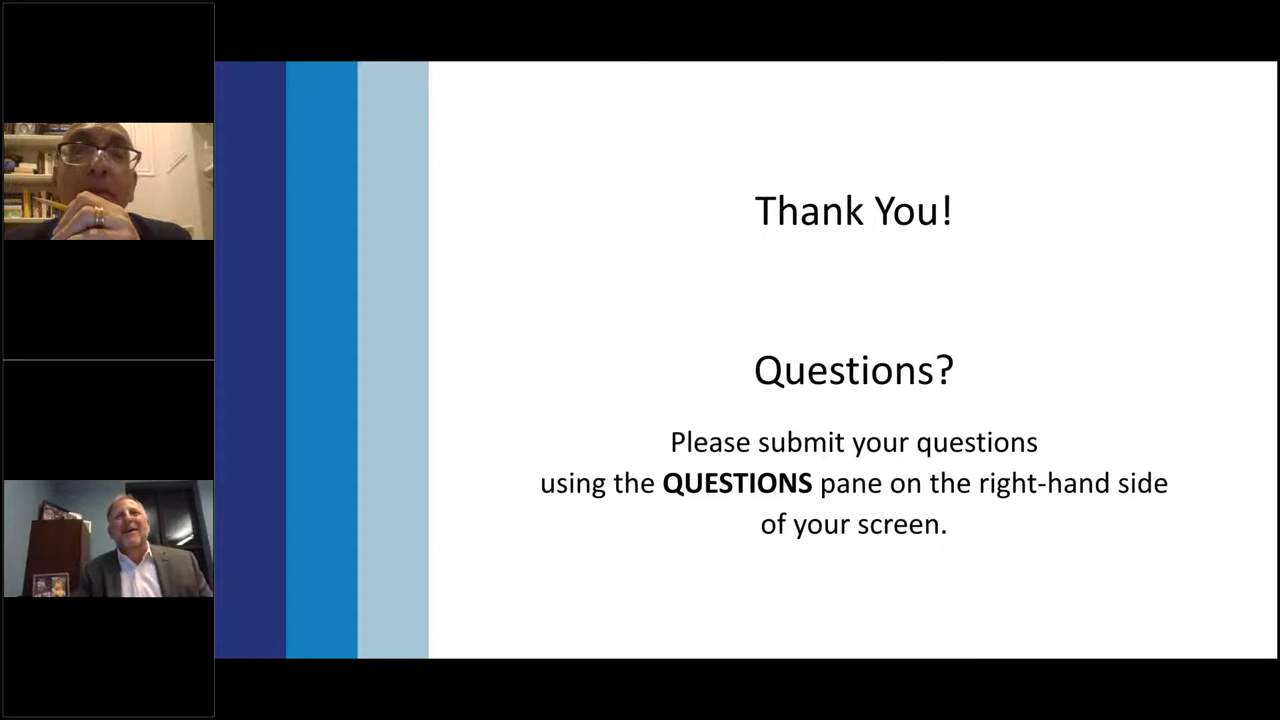 Thank You!
Questions?
Please submit your questions
using the QUESTIONS pane on the right-hand side
of your screen.